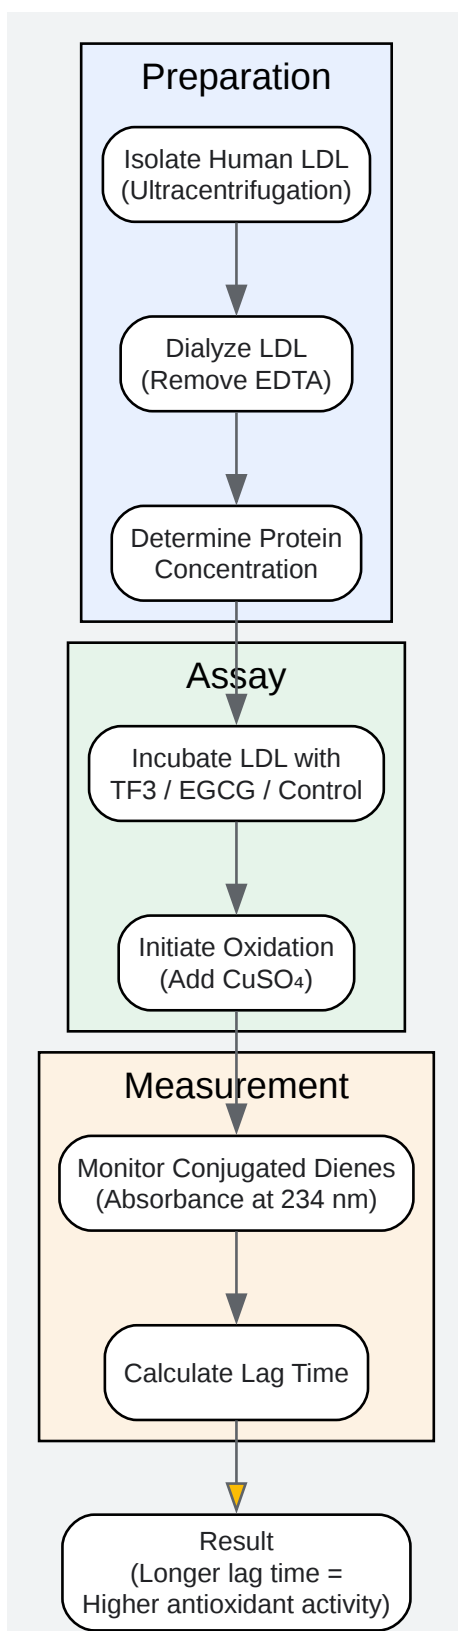 Preparation
Isolate Human LDL
(Ultracentrifugation)
Dialyze LDL
(Remove EDTA)
Determine Protein
Concentration
Assay
Incubate LDL with
TF3 / EGCG / Control
Initiate Oxidation
(Add CuSO₄)
Measurement
Monitor Conjugated Dienes
(Absorbance at 234 nm)
Calculate Lag Time
Result
(Longer lag time =
Higher antioxidant activity)